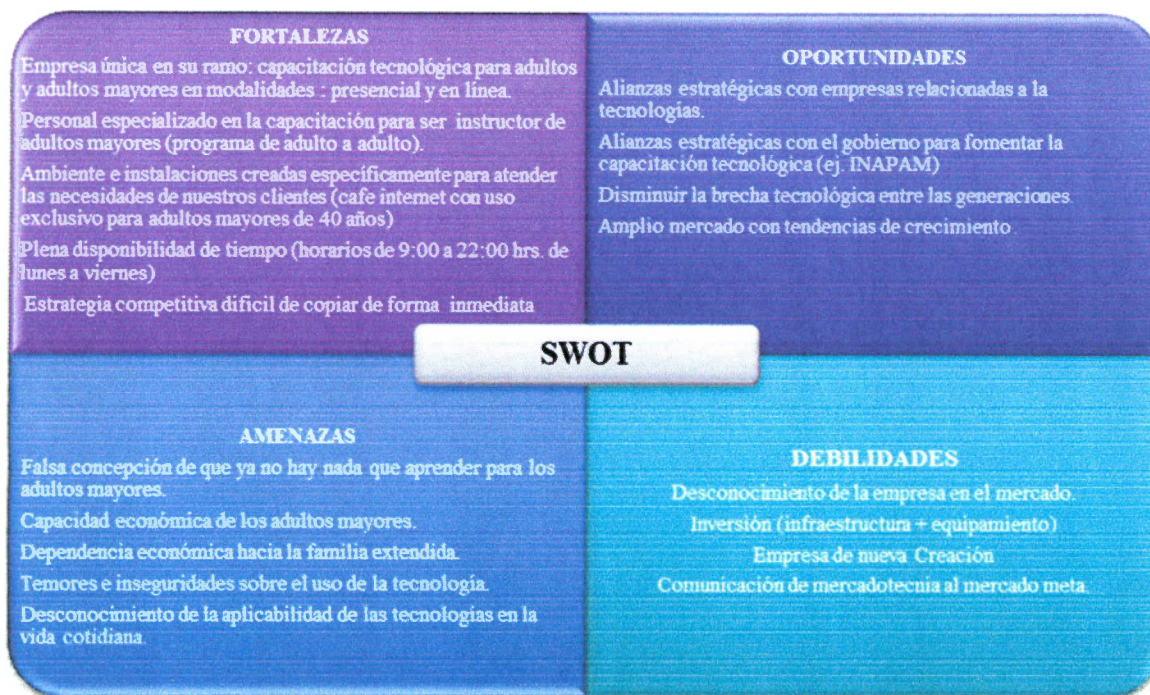 FORTALEZAS
Empresa única en su ramo: capacitación tecnológica para adultos
y adultos mayores en modalidades : presencial y en línea.
Personal especializado en la capacitación para ser instructor de
adultos mayores (programa de adulto a adulto).
Ambiente e instalaciones creadas específicamente para atender
las necesidades de nuestros clientes (cafe internet con uso
exclusivo para adultos mayores de 40 años)
Plena disponibilidad de tiempo (horarios de 9:00 a 22:00 hrs. de
lunes a viernes)
Estrategia competitiva dificil de copiar de forma inmediata
OPORTUNIDADES
Alianzas estratégicas con empresas relacionadas a la
tecnologías.
Alianzas estratégicas con el gobierno para fomentar la
capacitación tecnológica (ej. INAPAM)
Disminuir la brecha tecnológica entre las generaciones.
Amplio mercado con tendencias de crecimiento
SWOT
AMENAZAS
Falsa concepción de que ya no hay nada que aprender para los
adultos mayores.
Capacidad económica de los adultos mayores.
Dependencia económica hacia la familia extendida.
Temores e inseguridades sobre el uso de la tecnología.
Desconocimiento de la aplicabilidad de las tecnologías en la
vida cotidiana.
DEBILIDADES
Desconocimiento de la empresa en el mercado.
Inversión (infraestructura + equipamiento)
Empresa de nueva Creación
Comunicación de mercadotecnia al mercado meta.